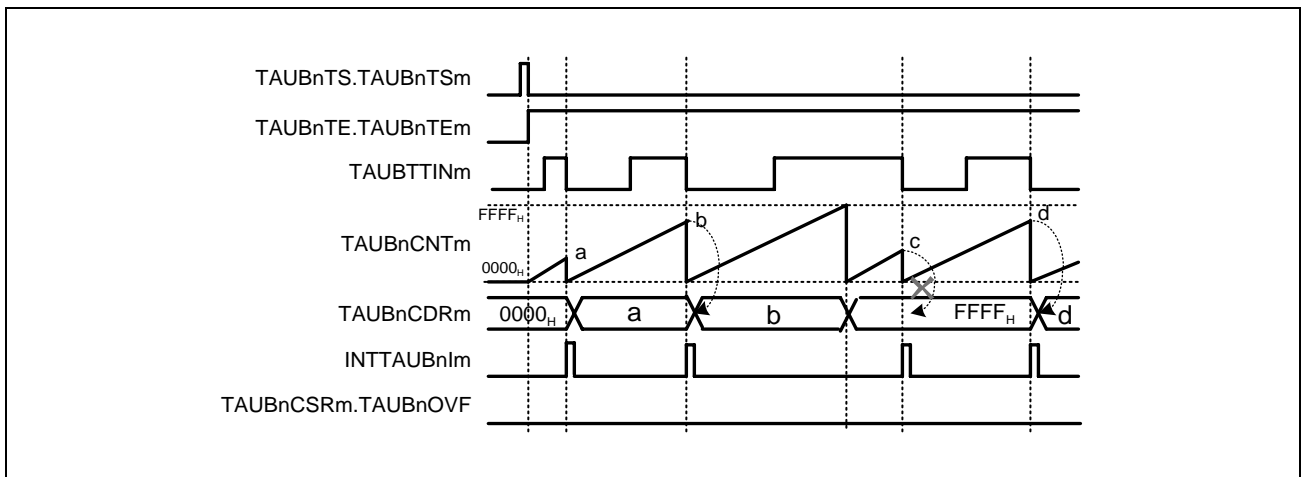 TAUBnTS.TAUBnTSm
TAUBnTE.TAUBnTEm
TAUBTTINm
FFFFH
TAUBnCNTm
0000H
a
b
c
d
TAUBnCDRm
0000H
a
b
FFFFH
d
INTTAUBnIm
TAUBnCSRm.TAUBnOVF